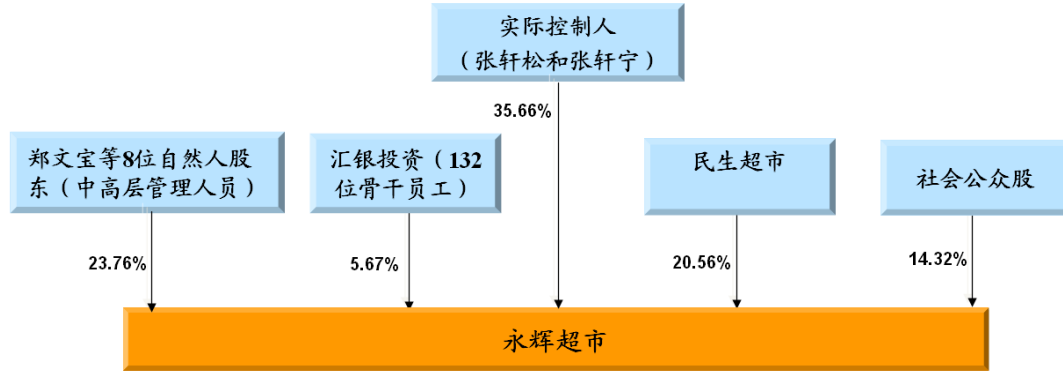 实际控制人
（张轩松和张轩宁）
35.66%
郑文宝等8位自然人股
东（中高层管理人员）
汇银投资（132
位骨干员工）
民生超市
社会公众股
23.76%
5.67%
20.56%
14.32%
永辉超市